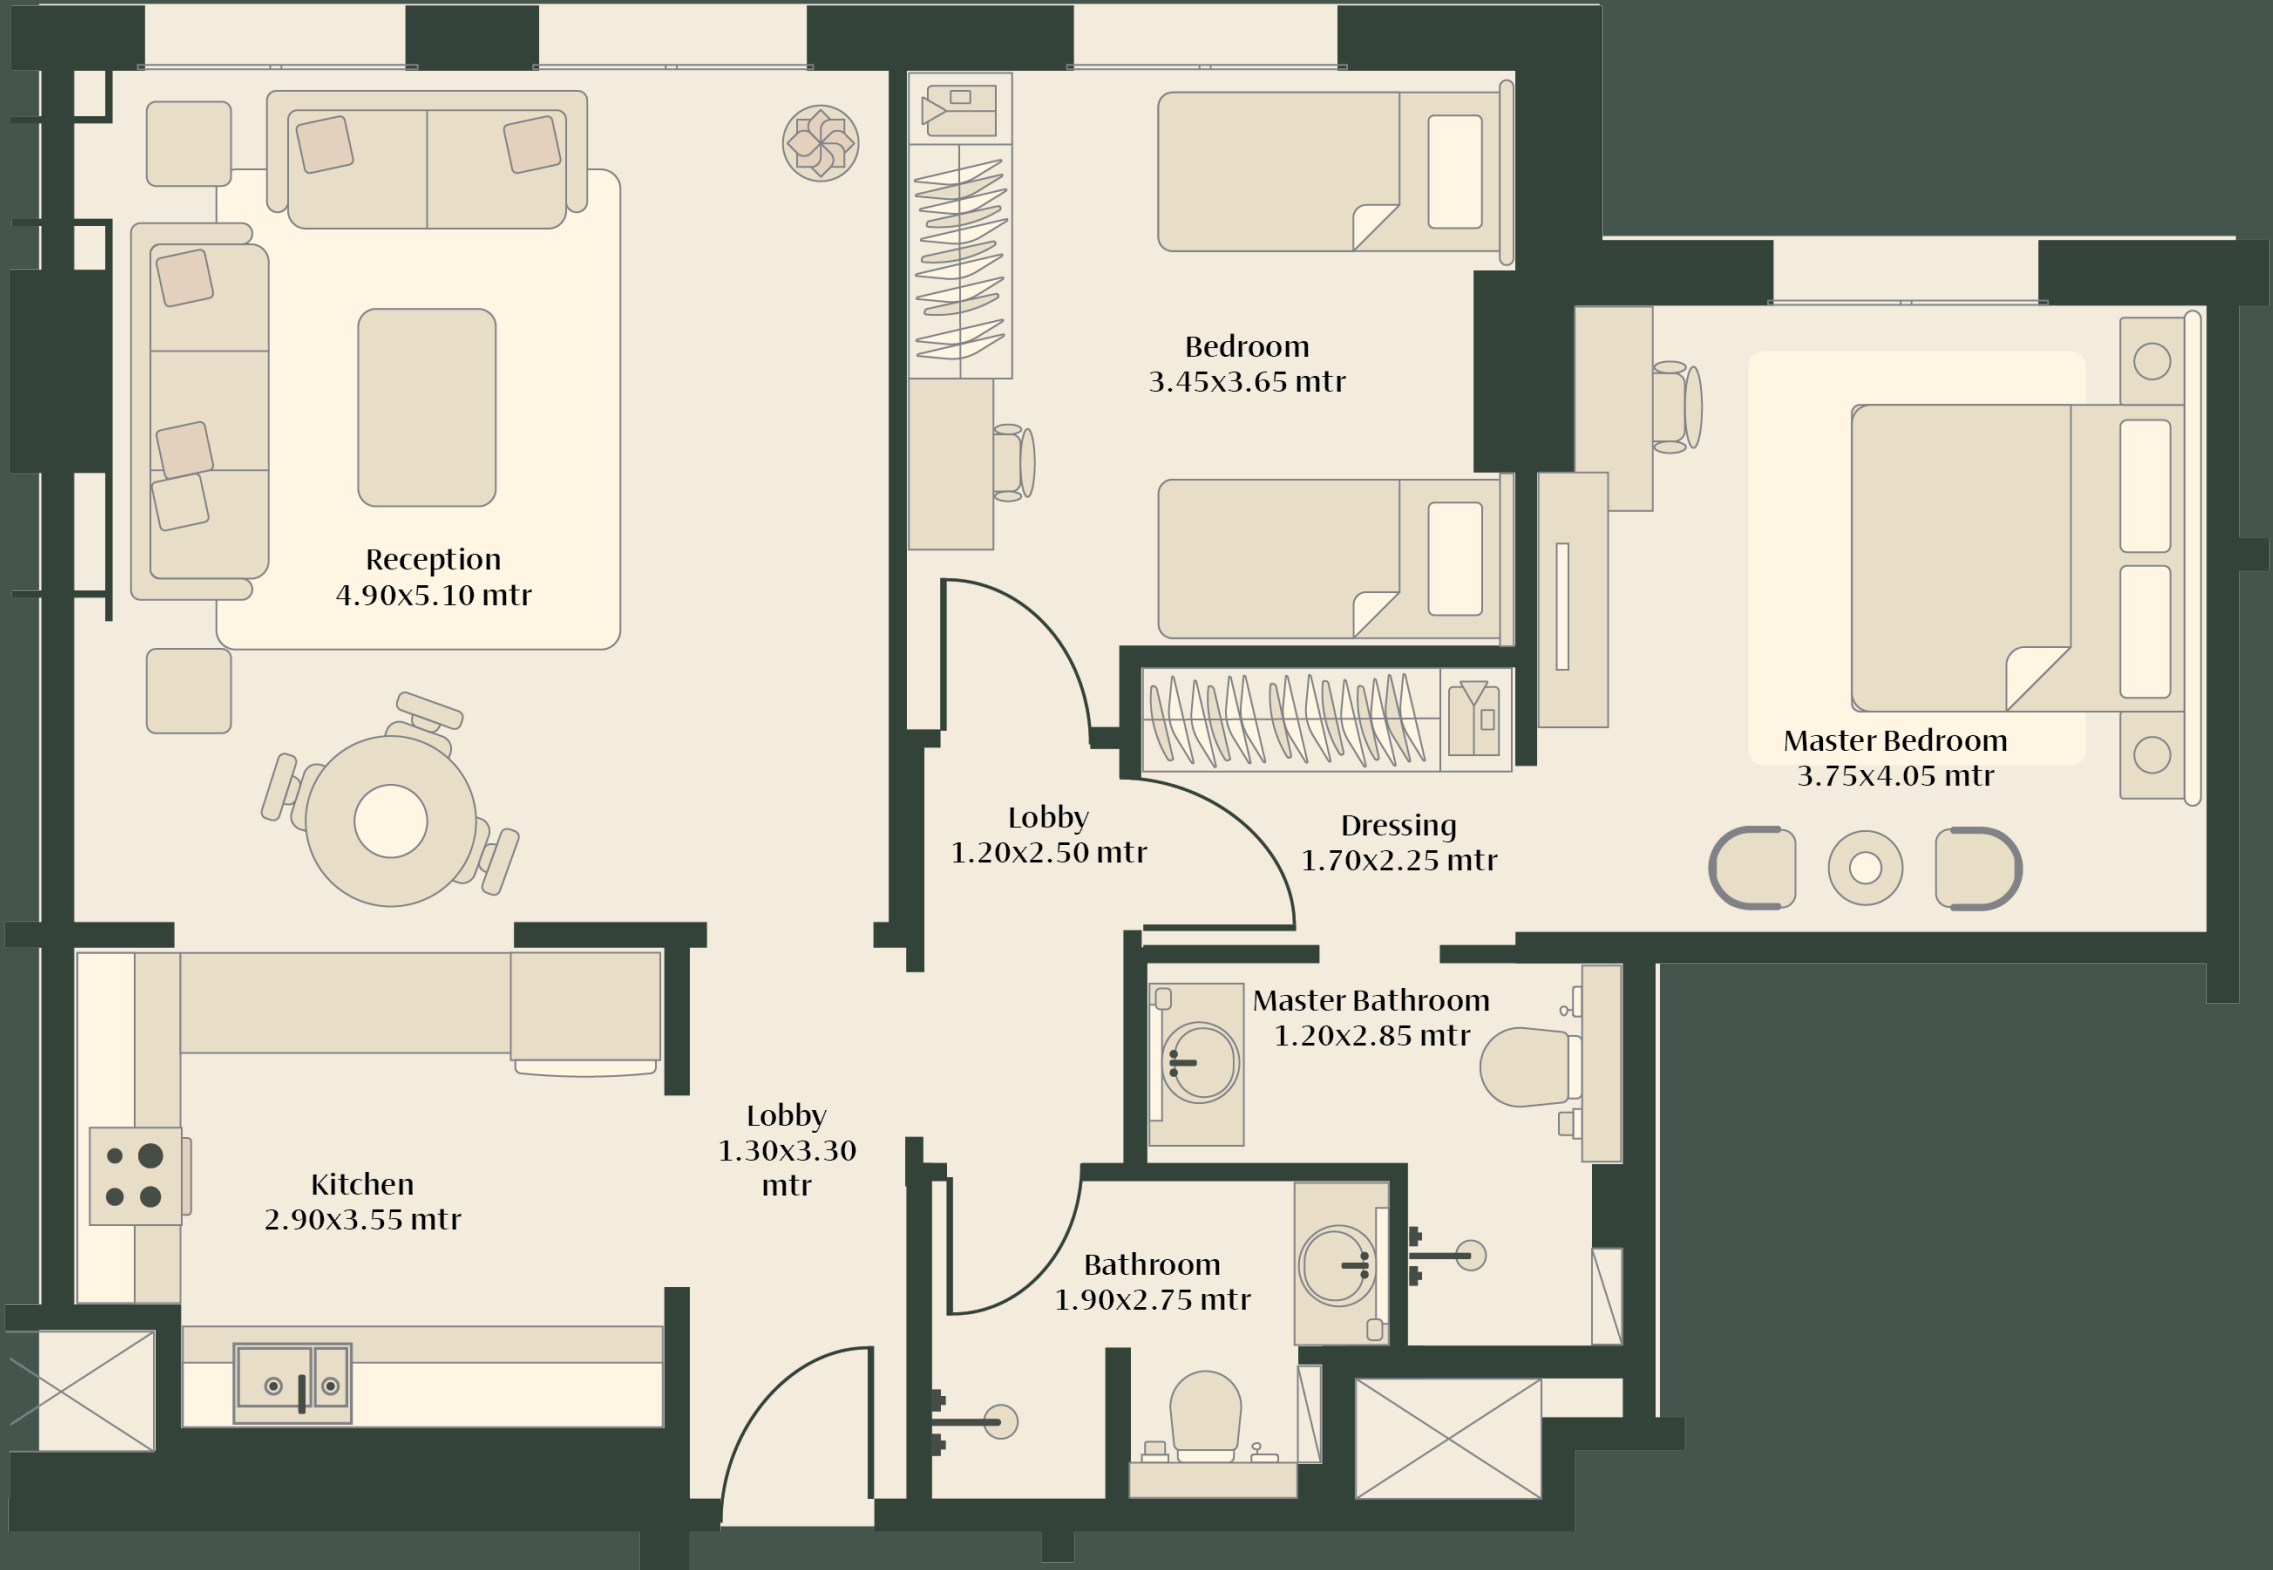 Bedroom
3.45x3.65 mtr
Reception
4.90x5.10 mtr
Master Bedroom
3.75x4.05 mtr
Lobby
1.20x2.50 mtr
Dressing
1.70x2.25 mtr
Master Bathroom
1.20x2.85 mtr
Lobby
1.30x3.30
mtr
Kitchen
2.90x3.55 mtr
Bathroom
1.90x2.75 mtr